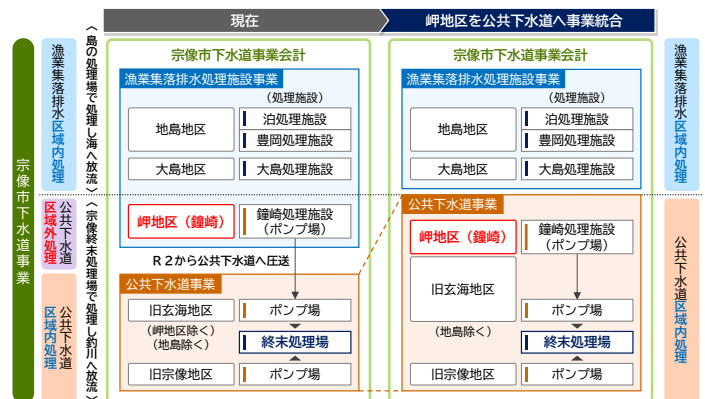 現在
岬地区を公共下水道へ事業統合
宗像市下水道事業
漁業集落排水区域内処理
公共下水道
区域外処理
公共下水道
区域内処理
〈島の処理場で処理し海へ放流〉
〈宗像終末処理場で処理し釣川へ放流〉
宗像市下水道事業会計
漁業集落排水処理施設事業
(処理施設)
地島地区
泊処理施設
豊岡処理施設
大島地区
大島処理施設
岬地区(鐘崎)
鐘崎処理施設
(ポンプ場)
R2から公共下水道へ圧送
公共下水道事業
旧玄海地区
ポンプ場
(岬地区除く)
(地島除く)
終末処理場
旧宗像地区
ポンプ場
宗像市下水道事業会計
漁業集落排水処理施設事業
(処理施設)
地島地区
泊処理施設
豊岡処理施設
大島地区
大島処理施設
公共下水道事業
岬地区(鐘崎)
鐘崎処理施設
(ポンプ場)
旧玄海地区
ポンプ場
(地島除く)
終末処理場
旧宗像地区
ポンプ場
漁業集落排水区域内処理
公共下水道区域内処理